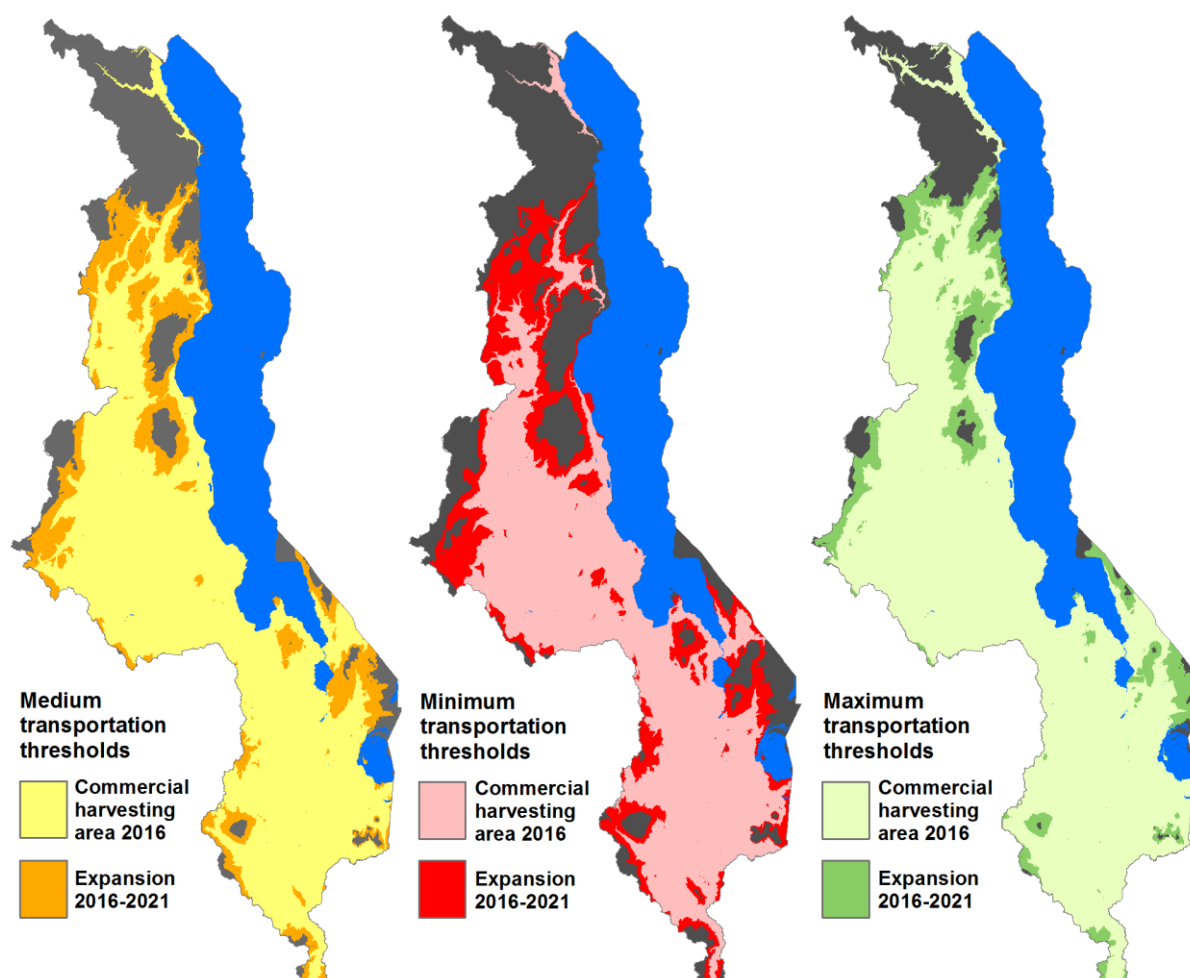 Medium
transportation
thresholds
Commercial
harvesting
area 2016
Expansion
2016-2021
Minimum
transportation
thresholds
Commercial
harvesting
area 2016
Expansion
2016-2021
Maximum
transportation
thresholds
Commercial
harvesting
area 2016
Expansion
2016-2021